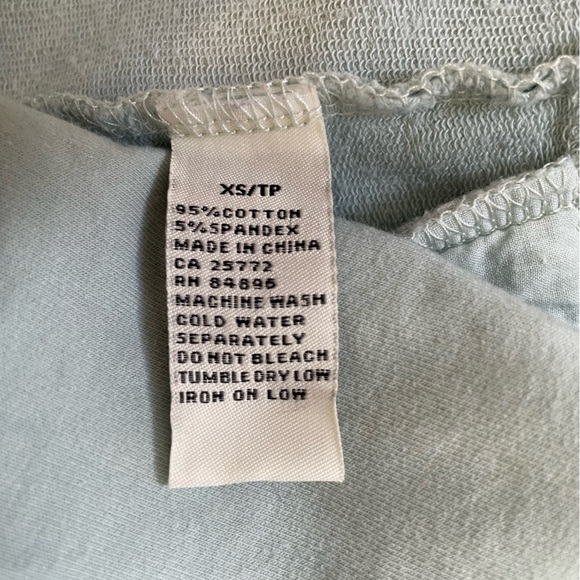 XS/TP
95%COTTON
5%SPANDEX
MADE IN CHINA
CA 25772
RN 84896
MACHINE WASH
COLD WATER
SEPARATELY
DO NOT BLEACH
TUMBLE DRY LOW
IRON ON LOW